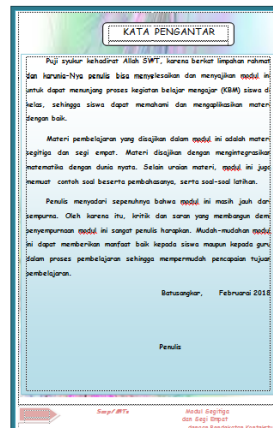 KATA PENGANTAR
Puji syukur kehadirat Allah SWT, karena berkat limpahan rahmat
dan karunia-Nya penulis bisa menyelesaikan dan menyajikan modul ini
untuk dapat menunjang proses kegiatan belajar mengajar (KBM) siswa di
kelas, sehingga siswa dapat memahami dan mengaplikasikan materi
dengan baik.
Materi pembelajaran yang disajikan dalam modul ini adalah materi
segitiga dan segi empat. Materi disajikan dengan mengintegrasikan
matematika dengan dunia nyata. Selain uraian materi, modul ini juga
memuat contoh soal beserta pembahasanya, serta soal-soal latihan.
Penulis menyadari sepenuhnya bahwa modul ini masih jauh dari
sempurna. Oleh karena itu, kritik dan saran yang membangun demi
penyempurnaan modul ini sangat penulis harapkan. Mudah-mudahan modul
ini dapat memberikan manfaat baik kepada siswa maupun kepada guru
dalam proses pembelajaran sehingga mempermudah pencapaian tujuan
pembelajaran.
Batusangkar, Februarai 2018
Penulis
Smp/MTs
Modul Segitiga
dan Segi Empat
dengan Pendekatan